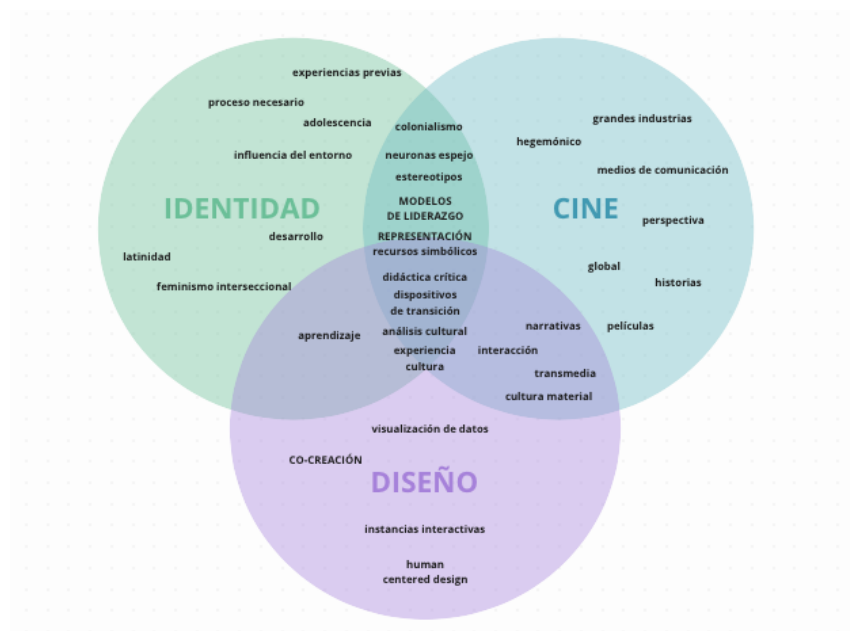 experiencias previas
proceso necesario
adolescencia
influencia del entorno
IDENTIDAD
desarrollo
latinidad
feminismo interseccional
colonialismo
neuronas espejo
estereotipos
MODELOS
DE LIDERAZGO
REPRESENTACIÓN
recursos simbólicos
grandes industrias
hegemónico
medios de comunicación
CINE
perspectiva
global
historias
películas
didáctica crítica
dispositivos
de transición
análisis cultural
experiencia
cultura
aprendizaje
narrativas
interacción
transmedia
cultura material
visualización de datos
CO-CREACIÓN
DISEÑO
instancias interactivas
human
centered design